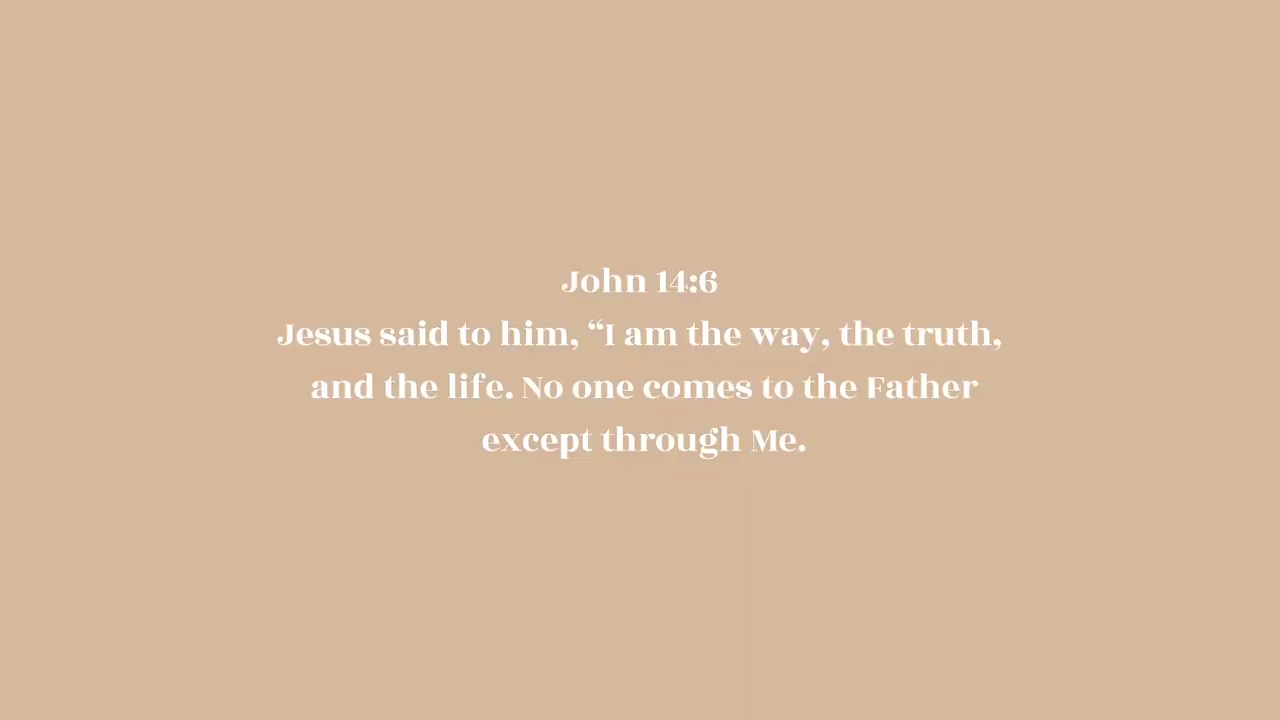 John 14:6
Jesus said to him, “I am the way, the truth,
and the life. No one comes to the Father
except through Me.